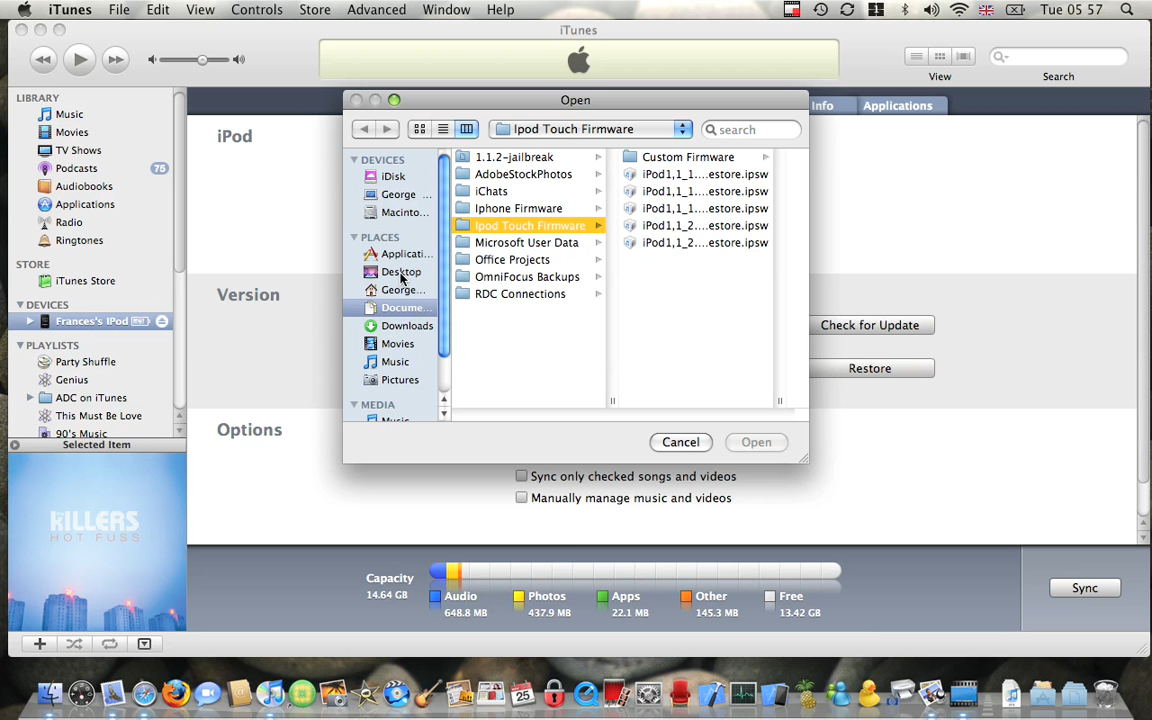 iTunes File Edit View Controls Store Advanced Window Help Tue 05 57
iTunes
View
Search
LIBRARY
Music
Movies
TV Shows
Podcasts 75
Audiobooks
Applications
Radio
Ringtones
STORE
iTunes Store
DEVICES
Frances's IPod
PLAYLISTS
Party Shuffle
Genius
ADC on iTunes
This Must Be Love
90's Music
Selected Item
THE KILLERS
HOT FUSS
Info Applications
iPod
Version
Options
Check for Update
Restore
Open
Ipod Touch Firmware
search
DEVICES
iDisk
George ...
Macinto...
PLACES
Applicati...
Desktop
George...
Docume...
Downloads
Movies
Music
Pictures
MEDIA
Music
1.1.2-jailbreak
AdobeStockPhotos
iChats
Iphone Firmware
Ipod Touch Firmware
Microsoft User Data
Office Projects
OmniFocus Backups
RDC Connections
Custom Firmware
iPod1,1_1....estore.ipsw
iPod1,1_1....estore.ipsw
iPod1,1_1....estore.ipsw
iPod1,1_2....estore.ipsw
iPod1,1_2....estore.ipsw
Cancel
Open
Sync only checked songs and videos
Manually manage music and videos
Capacity
14.64 GB
Audio
648.8 MB
Photos
437.9 MB
Apps
22.1 MB
Other
145.3 MB
Free
13.42 GB
Sync